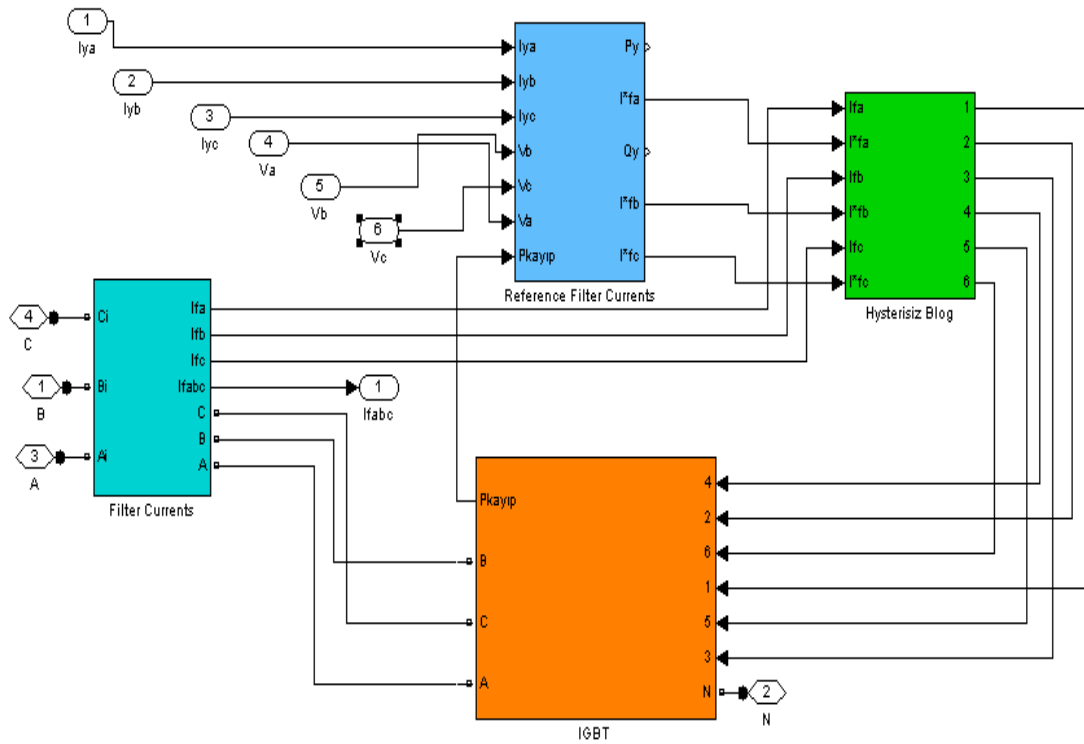 1
Iya
2
Iyb
3
Iyc
4
Va
5
Vb
6
Vc
Iya
Iyb
Iyc
Vb
Vc
Va
Pkayıp
Py
I*fa
Qy
I*fb
I*fc
Reference Filter Currents
Ifa
I*fa
Ifb
I*fb
Ifc
I*fc
1
2
3
4
5
6
Hysterisiz Blog
4
C
1
B
3
A
Ci
Bi
Ai
Ifa
Ifb
Ifc
Ifabc
C
B
A
Filter Currents
1
Ifabc
Pkayıp
B
C
A
4
2
6
1
5
3
N
IGBT
2
N